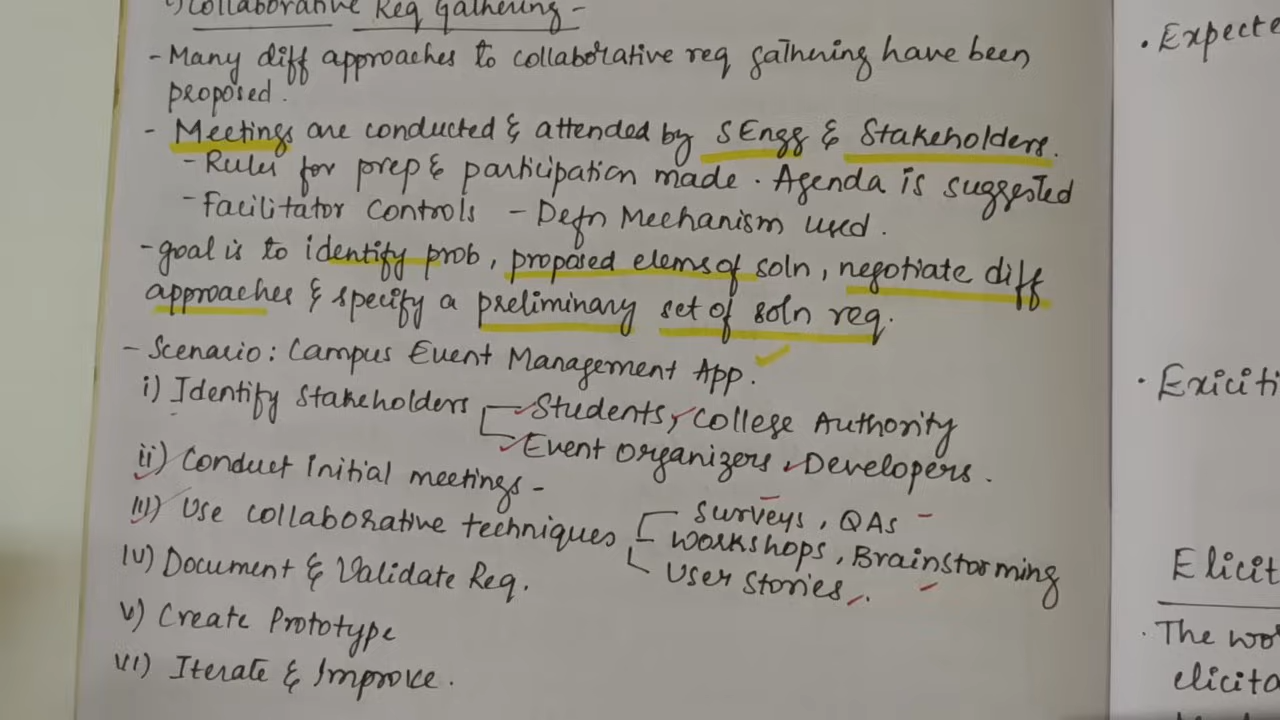 i) Collaborative Req Gathering -
- Many diff approaches to collaborative req gathering have been
proposed.
- Meetings are conducted & attended by SEngg & Stakeholders.
- Rules for prep & participation made. Agenda is suggested
- Facilitator controls - Defn Mechanism used.
- goal is to identify prob, proposed elems of soln, negotiate diff
approaches & specify a preliminary set of soln req.
- Scenario: Campus Event Management App.
i) Identify Stakeholders Students, College Authority
Event Organizers, Developers.
ii) Conduct Initial meetings -
iii) Use collaborative techniques Surveys, QAs
Workshops, Brainstorming
User Stories.
iv) Document & Validate Req.
v) Create Prototype
vi) Iterate & Improve.
• Expecte
• Exiciti
Elicit
• The wo
elicita